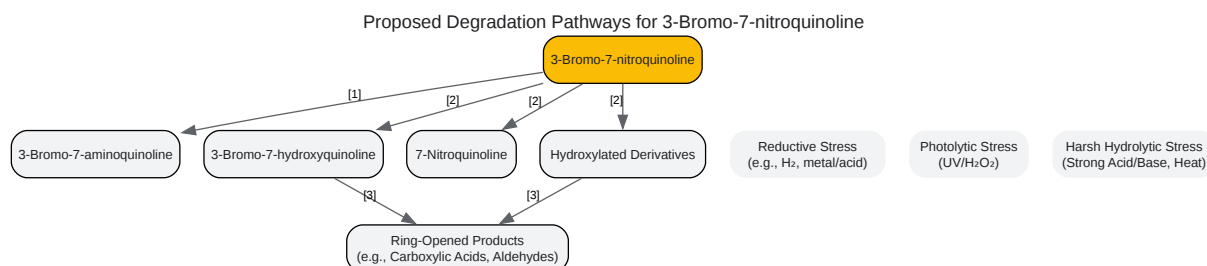 Proposed Degradation Pathways for 3-Bromo-7-nitroquinoline
3-Bromo-7-nitroquinoline
[1]
[2]
[2]
[2]
3-Bromo-7-aminoquinoline
3-Bromo-7-hydroxyquinoline
7-Nitroquinoline
Hydroxylated Derivatives
Reductive Stress
(e.g., H₂, metal/acid)
Photolytic Stress
(UV/H₂O₂)
Harsh Hydrolytic Stress
(Strong Acid/Base, Heat)
[3]
[3]
Ring-Opened Products
(e.g., Carboxylic Acids, Aldehydes)